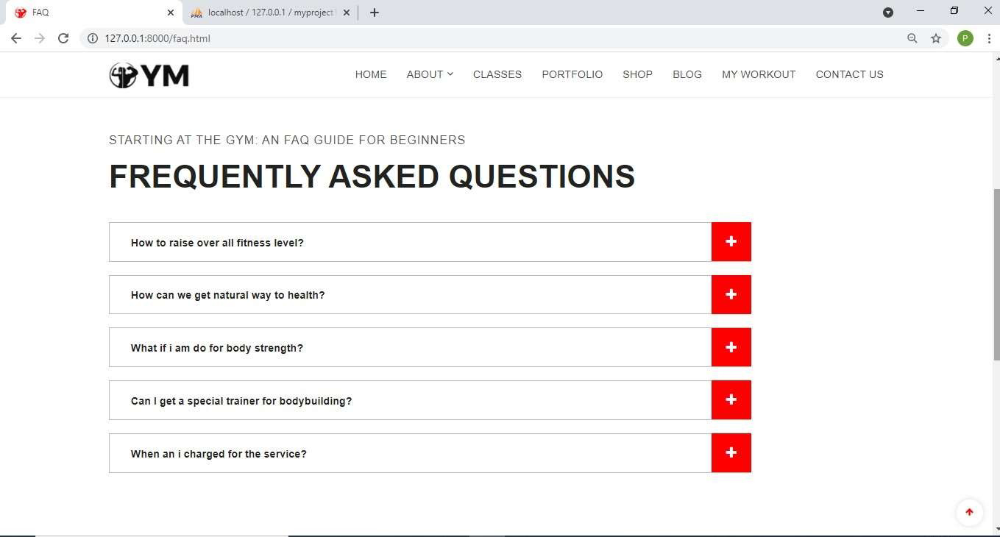 FAQ
localhost / 127.0.0.1 / myproject
127.0.0.1:8000/faq.html
P
YM
HOME ABOUT CLASSES PORTFOLIO SHOP BLOG MY WORKOUT CONTACT US
STARTING AT THE GYM: AN FAQ GUIDE FOR BEGINNERS
FREQUENTLY ASKED QUESTIONS
How to raise over all fitness level?
How can we get natural way to health?
What if i am do for body strength?
Can I get a special trainer for bodybuilding?
When an i charged for the service?